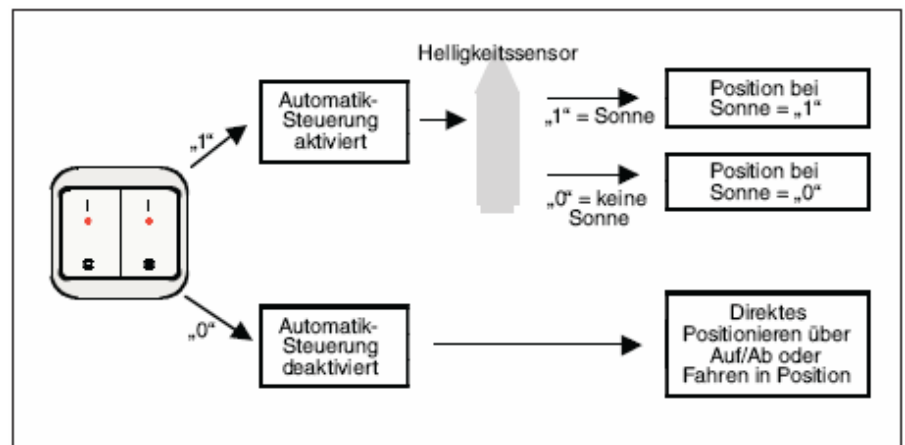 Helligkeitssensor
Automatik-
Steuerung
aktiviert
„1“
„1“ = Sonne
Position bei
Sonne = „1“
„0“ = keine
Sonne
Position bei
Sonne = „0“
„0“
Automatik-
Steuerung
deaktiviert
Direktes
Positionieren über
Auf/Ab oder
Fahren in Position